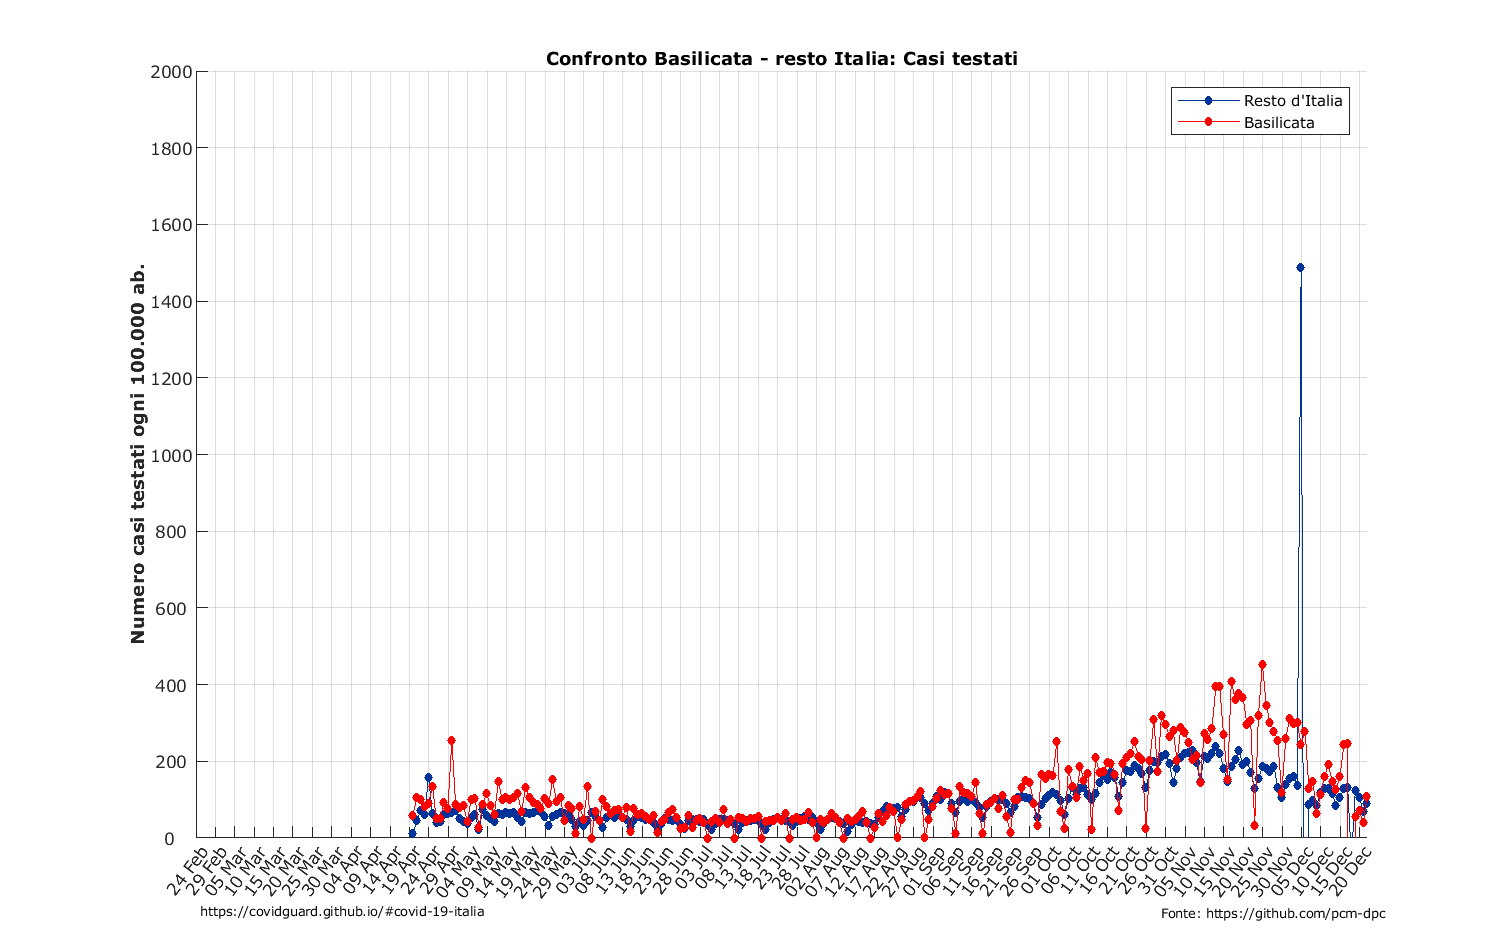 Confronto Basilicata - resto Italia: Casi testati
Resto d'Italia
Basilicata
Numero casi testati ogni 100.000 ab.
2000
1800
1600
1400
1200
1000
800
600
400
200
0
24 Feb
29 Feb
05 Mar
10 Mar
15 Mar
20 Mar
25 Mar
30 Mar
04 Apr
09 Apr
14 Apr
19 Apr
24 Apr
29 Apr
04 May
09 May
14 May
19 May
24 May
29 May
03 Jun
08 Jun
13 Jun
18 Jun
23 Jun
28 Jun
03 Jul
08 Jul
13 Jul
18 Jul
23 Jul
28 Jul
02 Aug
07 Aug
12 Aug
17 Aug
22 Aug
27 Aug
01 Sep
06 Sep
11 Sep
16 Sep
21 Sep
26 Sep
01 Oct
06 Oct
11 Oct
16 Oct
21 Oct
26 Oct
31 Oct
05 Nov
10 Nov
15 Nov
20 Nov
25 Nov
30 Nov
05 Dec
10 Dec
15 Dec
20 Dec
https://covidguard.github.io/#covid-19-italia
Fonte: https://github.com/pcm-dpc